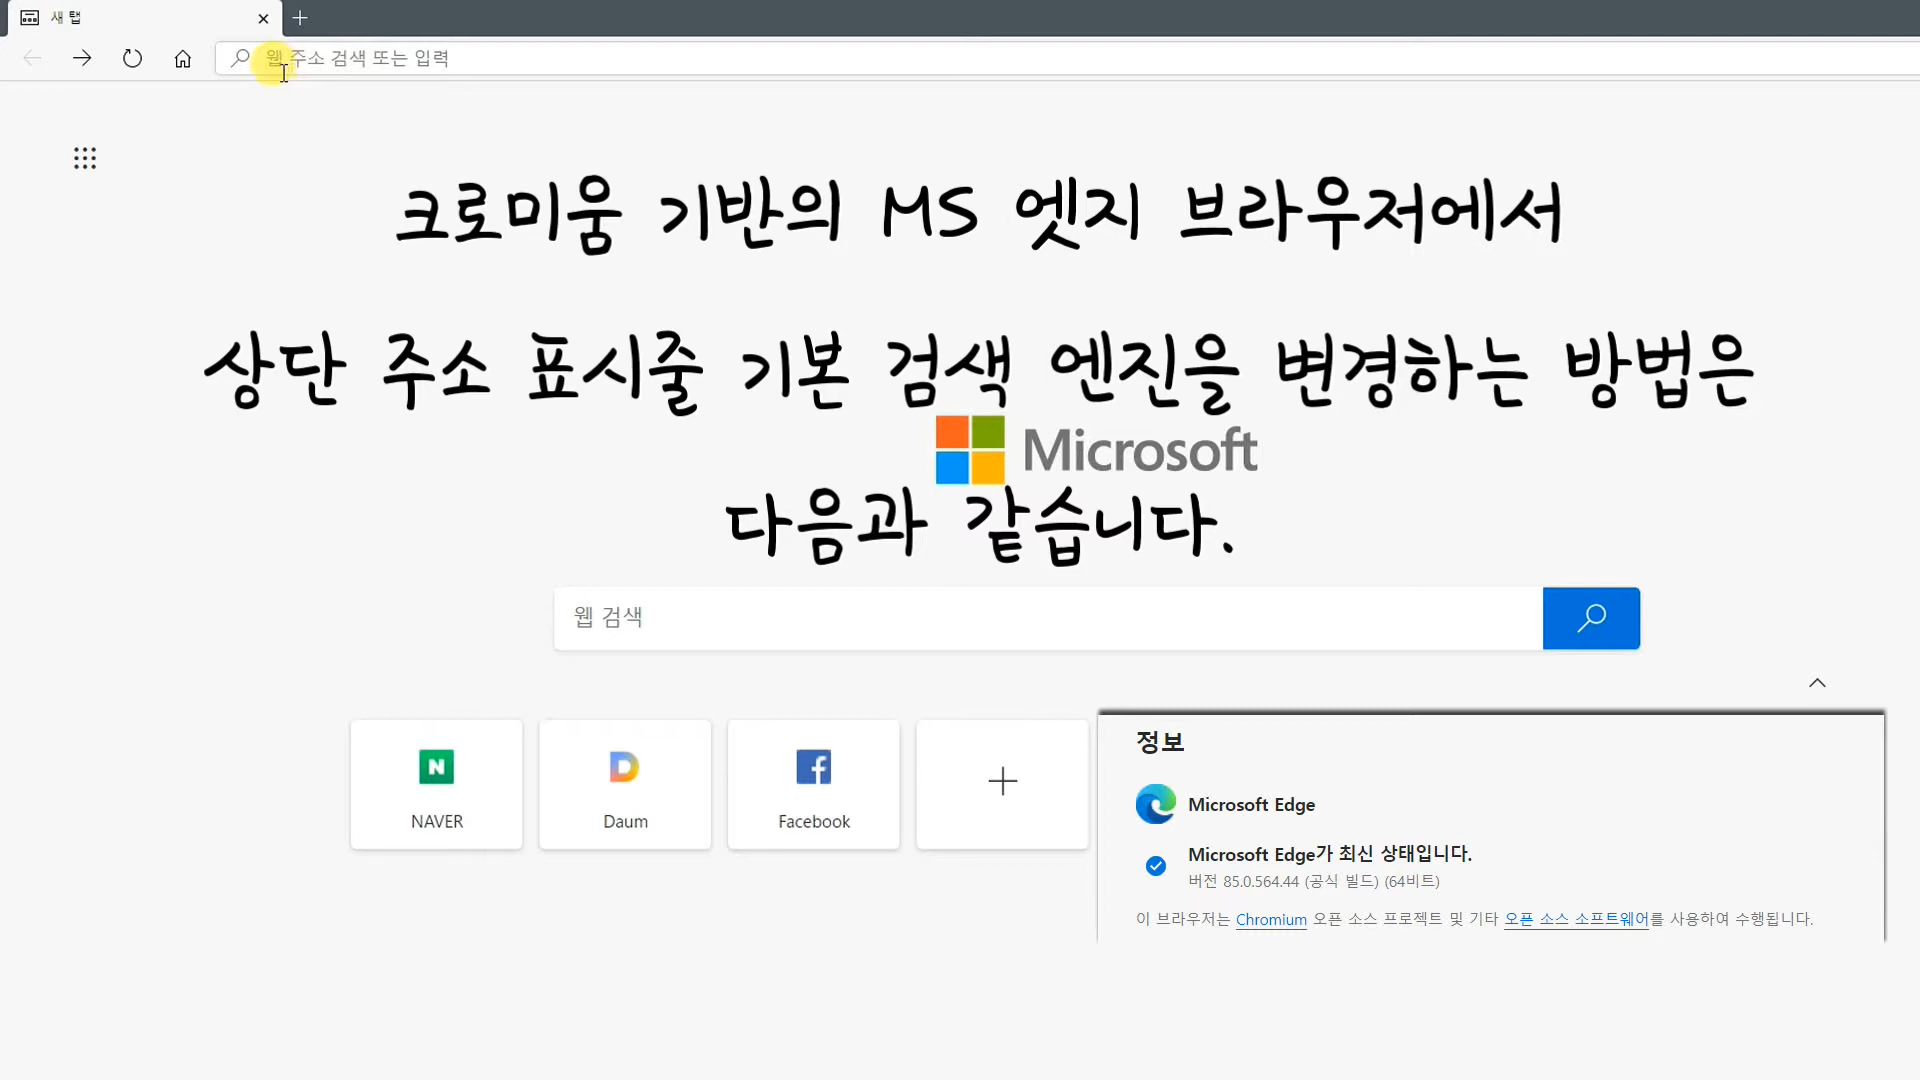 새 탭
웹 주소 검색 또는 입력
크로미움 기반의 MS 엣지 브라우저에서
상단 주소 표시줄 기본 검색 엔진을 변경하는 방법은
Microsoft
다음과 같습니다.
웹 검색
NAVER
Daum
Facebook
정보
Microsoft Edge
Microsoft Edge가 최신 상태입니다.
버전 85.0.564.44 (공식 빌드) (64비트)
이 브라우저는 Chromium 오픈 소스 프로젝트 및 기타 오픈 소스 소프트웨어를 사용하여 수행됩니다.